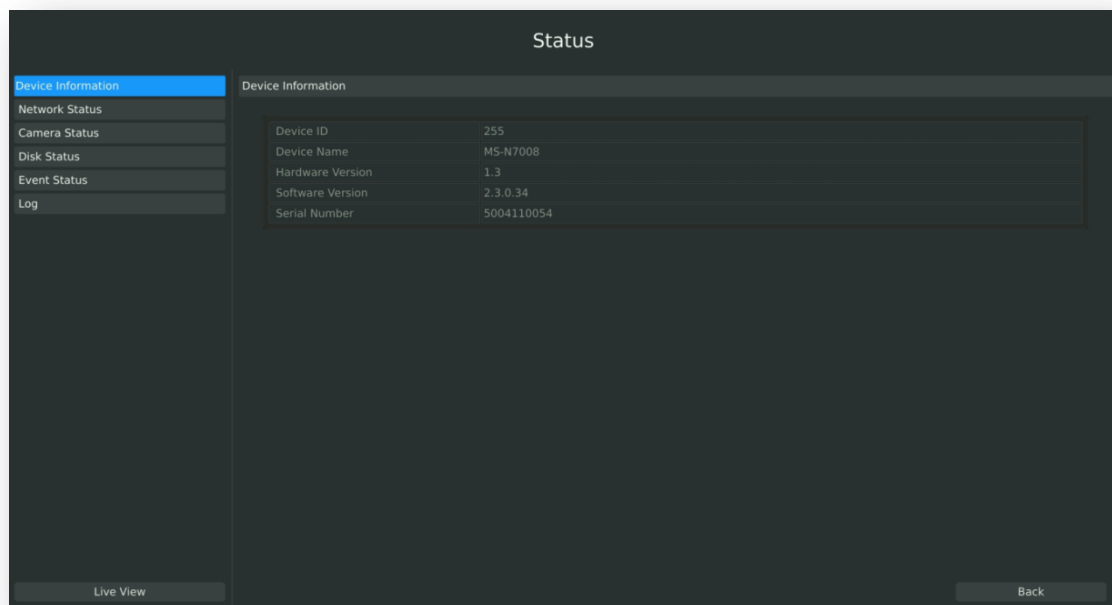 Status
Device Information
Network Status
Camera Status
Disk Status
Event Status
Log
Device Information
Device ID 255
Device Name MS-N7008
Hardware Version 1.3
Software Version 2.3.0.34
Serial Number 5004110054
Live View
Back